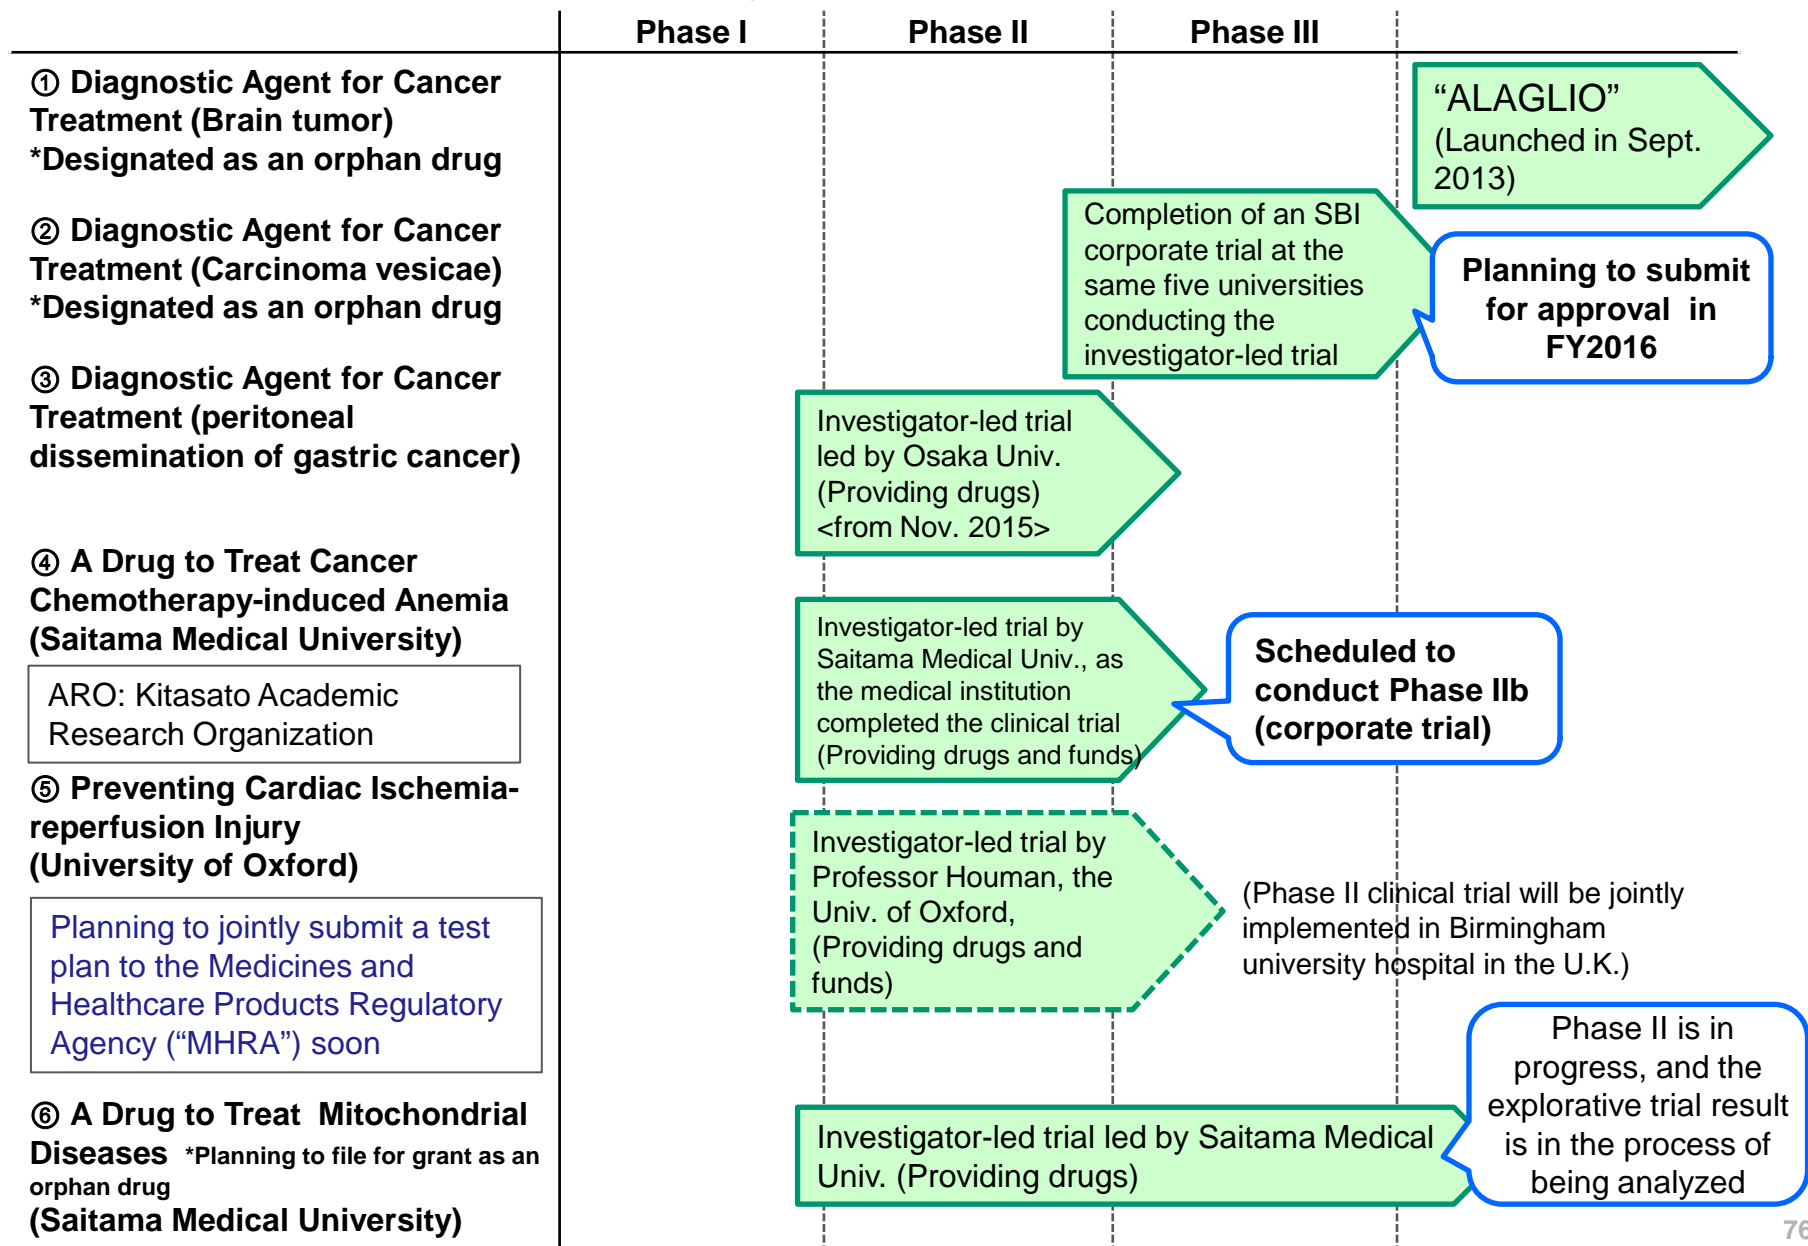 Phase I Phase II Phase III
① Diagnostic Agent for Cancer
Treatment (Brain tumor)
*Designated as an orphan drug
“ALAGLIO”
(Launched in Sept.
2013)
② Diagnostic Agent for Cancer
Treatment (Carcinoma vesicae)
*Designated as an orphan drug
Completion of an SBI
corporate trial at the
same five universities
conducting the
investigator-led trial
Planning to submit
for approval in
FY2016
③ Diagnostic Agent for Cancer
Treatment (peritoneal
dissemination of gastric cancer)
Investigator-led trial
led by Osaka Univ.
(Providing drugs)
<from Nov. 2015>
④ A Drug to Treat Cancer
Chemotherapy-induced Anemia
(Saitama Medical University)
ARO: Kitasato Academic
Research Organization
Investigator-led trial by
Saitama Medical Univ., as
the medical institution
completed the clinical trial
(Providing drugs and funds)
Scheduled to
conduct Phase IIb
(corporate trial)
⑤ Preventing Cardiac Ischemia-
reperfusion Injury
(University of Oxford)
Planning to jointly submit a test
plan to the Medicines and
Healthcare Products Regulatory
Agency (“MHRA”) soon
Investigator-led trial by
Professor Houman, the
Univ. of Oxford,
(Providing drugs and
funds)
(Phase II clinical trial will be jointly
implemented in Birmingham
university hospital in the U.K.)
⑥ A Drug to Treat Mitochondrial
Diseases *Planning to file for grant as an
orphan drug
(Saitama Medical University)
Investigator-led trial led by Saitama Medical
Univ. (Providing drugs)
Phase II is in
progress, and the
explorative trial result
is in the process of
being analyzed
76